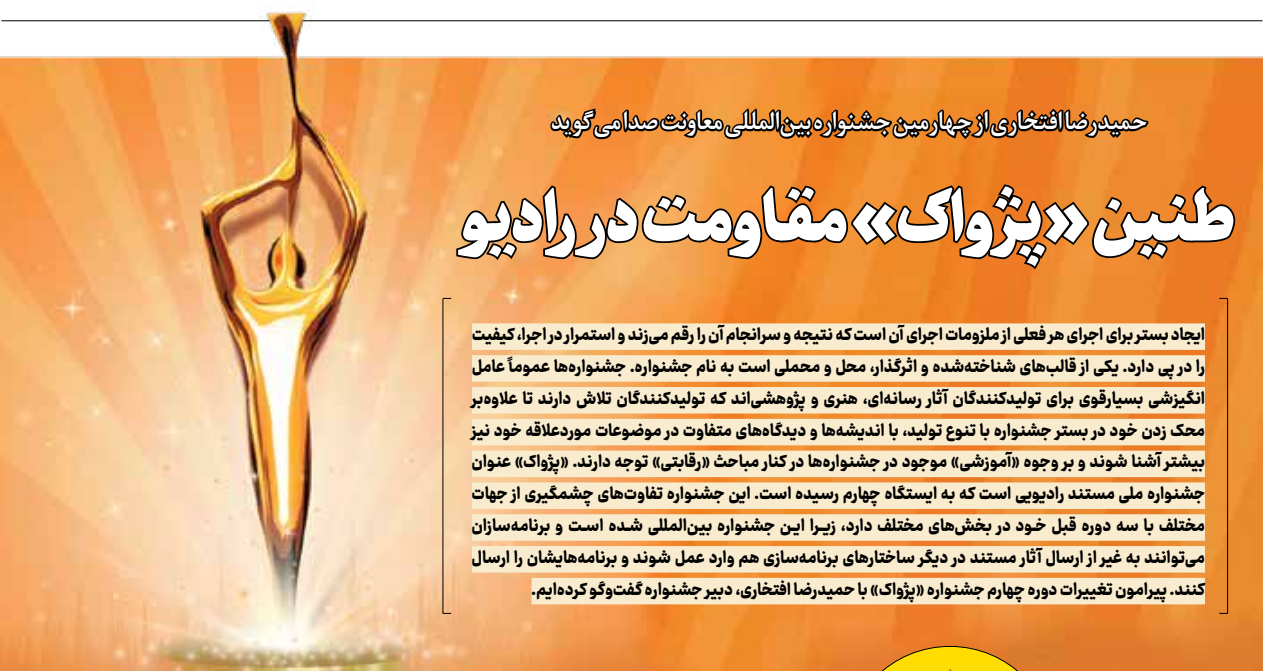 حمیدرضا افتخاری از چهارمین جشنواره بین‌المللی معاونت صدا می‌گوید
طنین «پژواک» مقاومت در رادیو
ایجاد بستر برای اجرای هر فعلی از ملزومات اجرای آن است که نتیجه و سرانجام آن را رقم می‌زند و استمرار در اجرا، کیفیت
را در پی دارد. یکی از قالب‌های شناخته‌شده و اثرگذار، محل و محملی است به نام جشنواره. جشنواره‌ها عموماً عامل
انگیزشی بسیارقوی برای تولیدکنندگان آثار رسانه‌ای، هنری و پژوهشی‌اند که تولیدکنندگان تلاش دارند تا علاوه‌بر
محک زدن خود در بستر جشنواره با تنوع تولید، با اندیشه‌ها و دیدگاه‌های متفاوت در موضوعات موردعلاقه خود نیز
بیشتر آشنا شوند و بر وجوه «آموزشی» موجود در جشنواره‌ها در کنار مباحث «رقابتی» توجه دارند. «پژواک» عنوان
جشنواره ملی مستند رادیویی است که به ایستگاه چهارم رسیده است. این جشنواره تفاوت‌های چشمگیری از جهات
مختلف با سه دوره قبل خود در بخش‌های مختلف دارد، زیرا این جشنواره بین‌المللی شده است و برنامه‌سازان
می‌توانند به غیر از ارسال آثار مستند در دیگر ساختارهای برنامه‌سازی هم وارد عمل شوند و برنامه‌هایشان را ارسال
کنند. پیرامون تغییرات دوره چهارم جشنواره «پژواک» با حمیدرضا افتخاری، دبیر جشنواره گفت‌وگو کرده‌ایم.